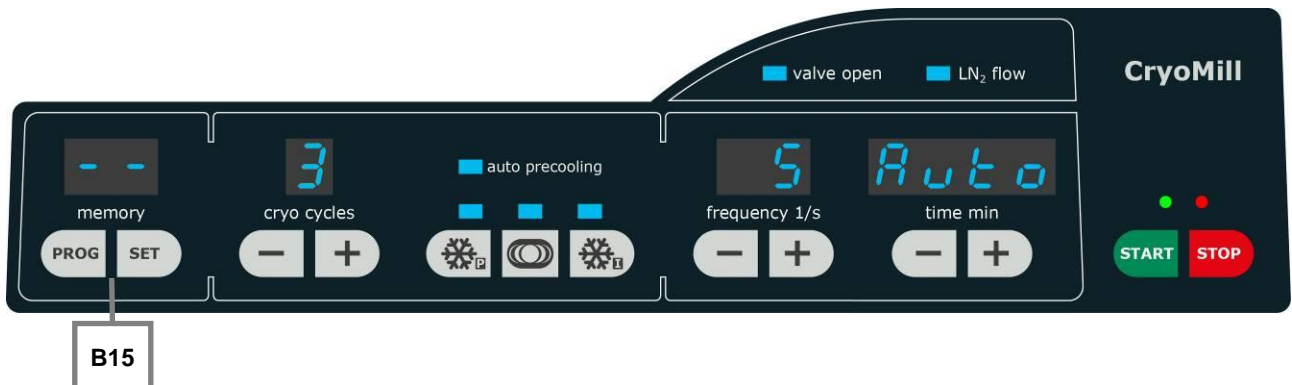 valve open LN₂ flow CryoMill
-- 3 auto precooling 5 Auto
memory cryo cycles frequency 1/s time min
PROG SET − + P I − + − + START STOP
B15